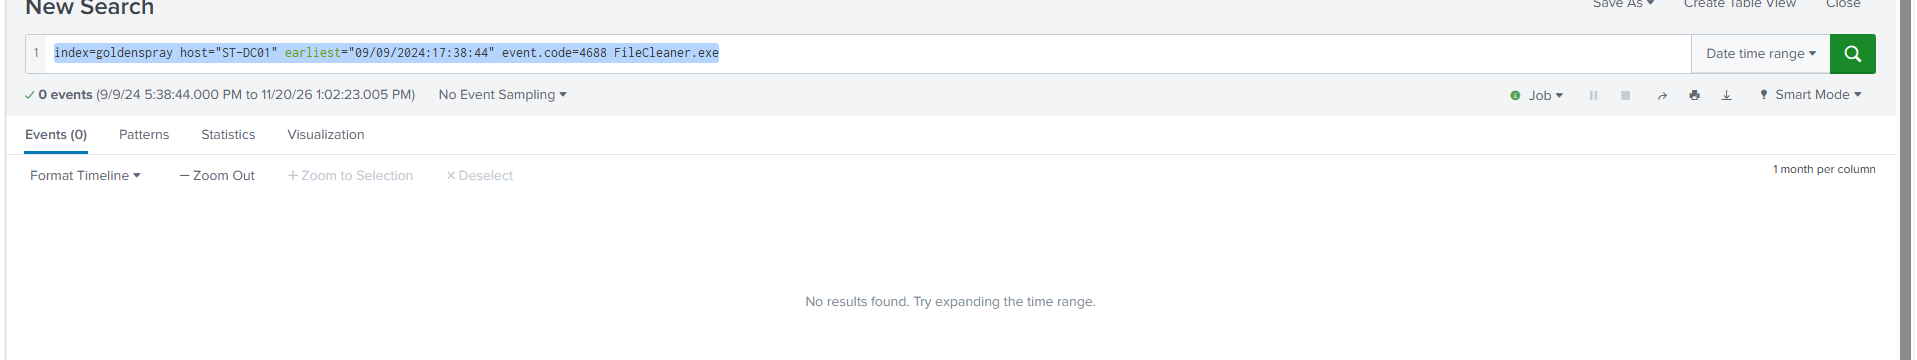 New Search
Save As Create Table View Close
1 index=goldenspray host="ST-DC01" earliest="09/09/2024:17:38:44" event.code=4688 FileCleaner.exe
Date time range
0 events (9/9/24 5:38:44.000 PM to 11/20/26 1:02:23.005 PM) No Event Sampling
Job Smart Mode
Events (0) Patterns Statistics Visualization
Format Timeline — Zoom Out + Zoom to Selection × Deselect
1 month per column
No results found. Try expanding the time range.